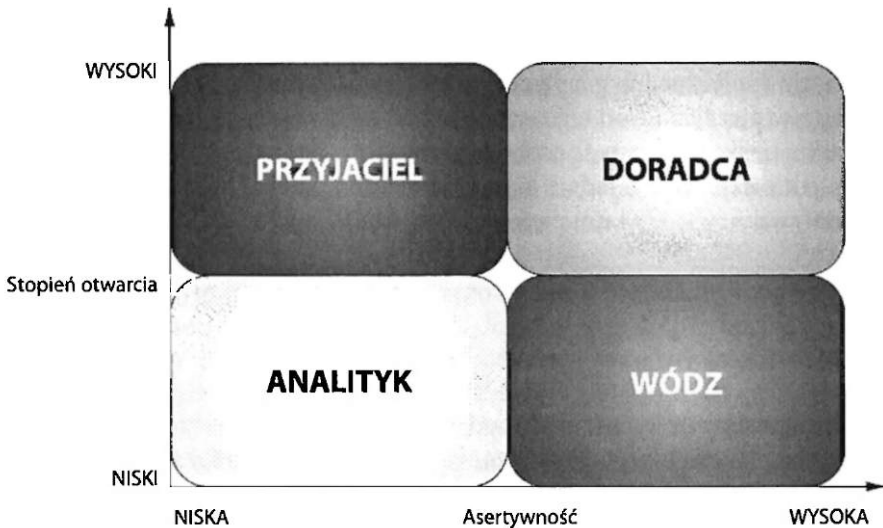 WYSOKI
PRZYJACIEL
DORADCA
Stopień otwarcia
ANALITYK
WÓDZ
NISKI
NISKA
Asertywność
WYSOKA